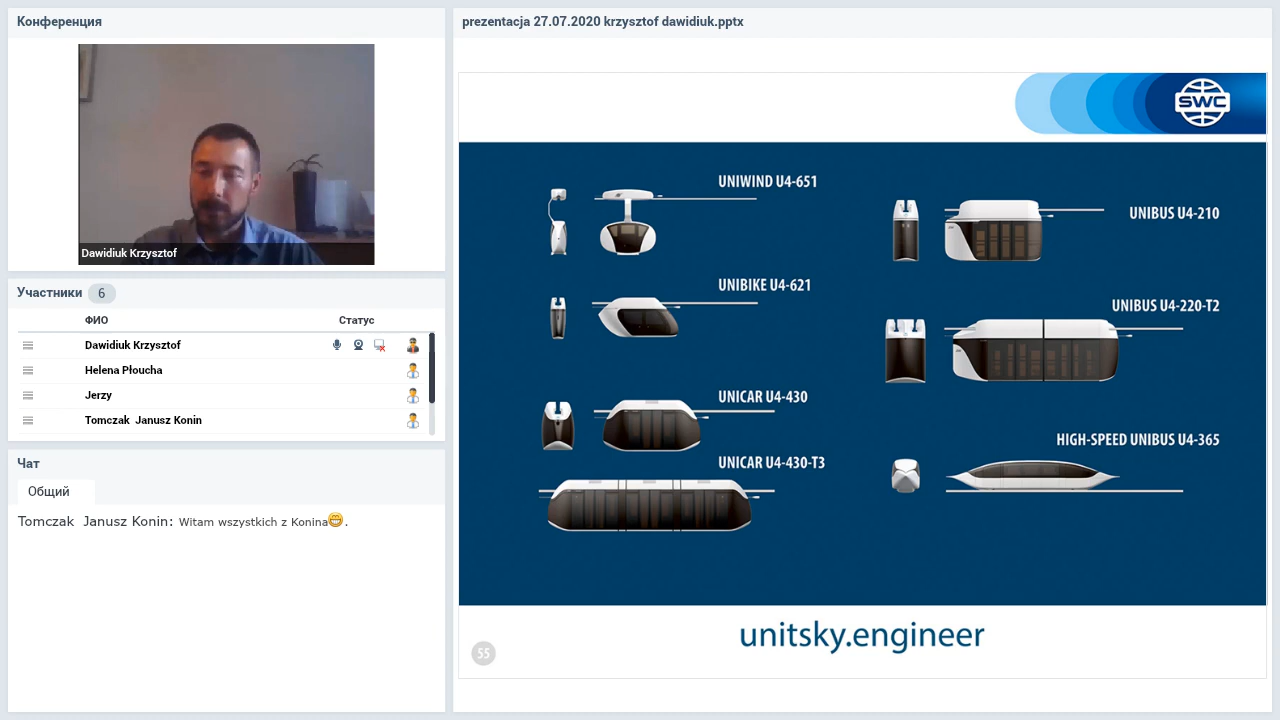 Конференция
Dawidiuk Krzysztof
Участники 6
ФИО Статус
Dawidiuk Krzysztof
Helena Płoucha
Jerzy
Tomczak Janusz Konin
Чат
Общий
Tomczak Janusz Konin: Witam wszystkich z Konina.
prezentacja 27.07.2020 krzysztof dawidiuk.pptx
SWC
UNIWIND U4-651
UNIBUS U4-210
UNIBIKE U4-621
UNIBUS U4-220-T2
UNICAR U4-430
HIGH-SPEED UNIBUS U4-365
UNICAR U4-430-T3
unitsky.engineer
55